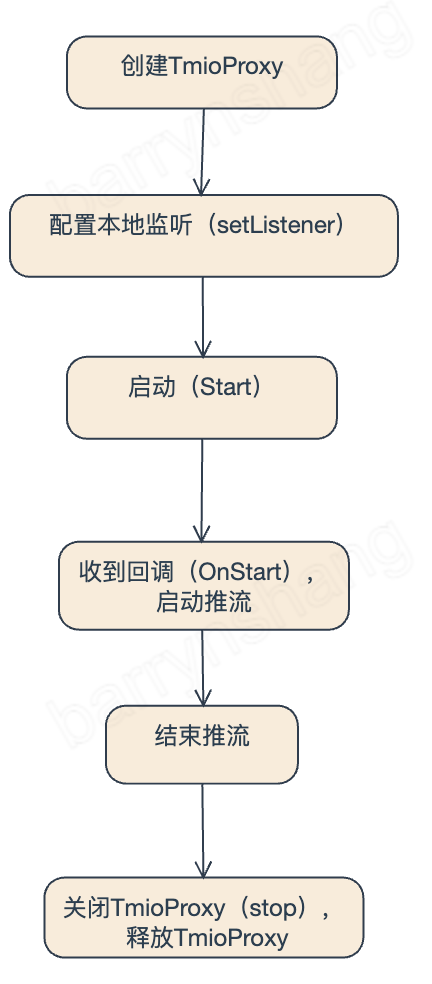 创建TmioProxy
配置本地监听（setListener）
启动（Start）
收到回调（OnStart），
启动推流
结束推流
关闭TmioProxy（stop），
释放TmioProxy
barrynshang
barrynshang